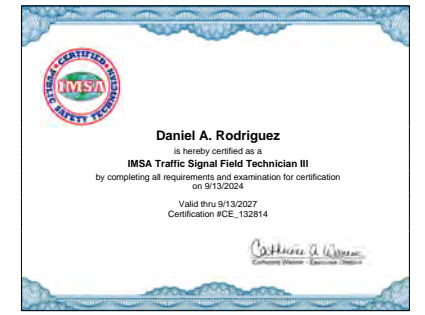 CERTIFIED
PUBLIC SAFETY TECHNICIAN
IMSA
Daniel A. Rodriguez
is hereby certified as a
IMSA Traffic Signal Field Technician III
by completing all requirements and examination for certification
on 9/13/2024
Valid thru 9/13/2027
Certification #CE_132814